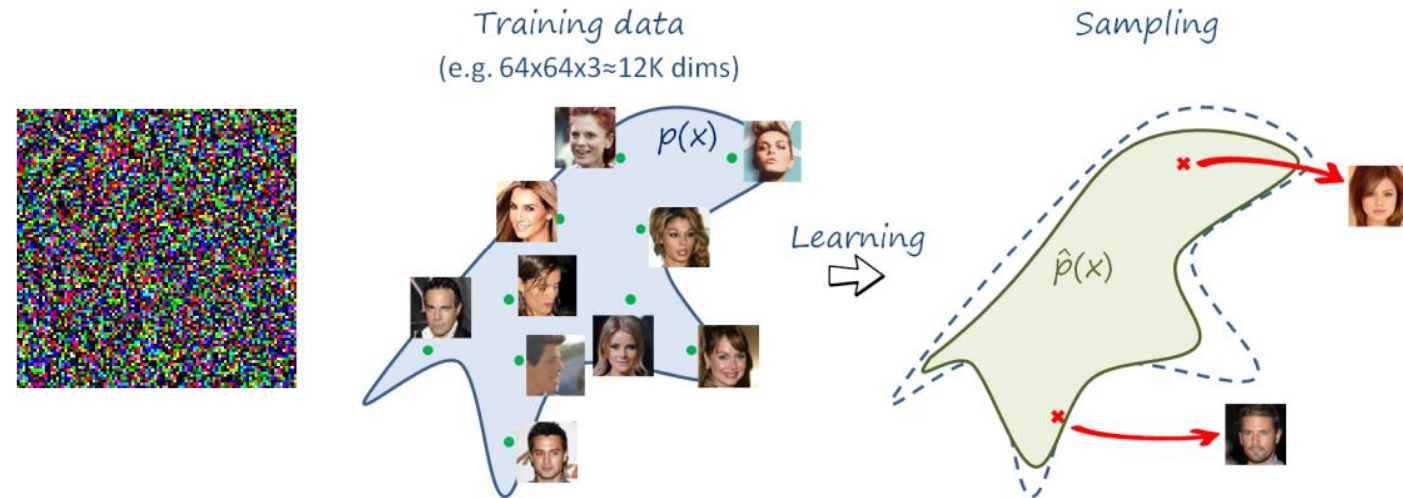 Training data
(e.g. 64x64x3≈12K dims)
p(x)
Learning
Sampling
p̂(x)